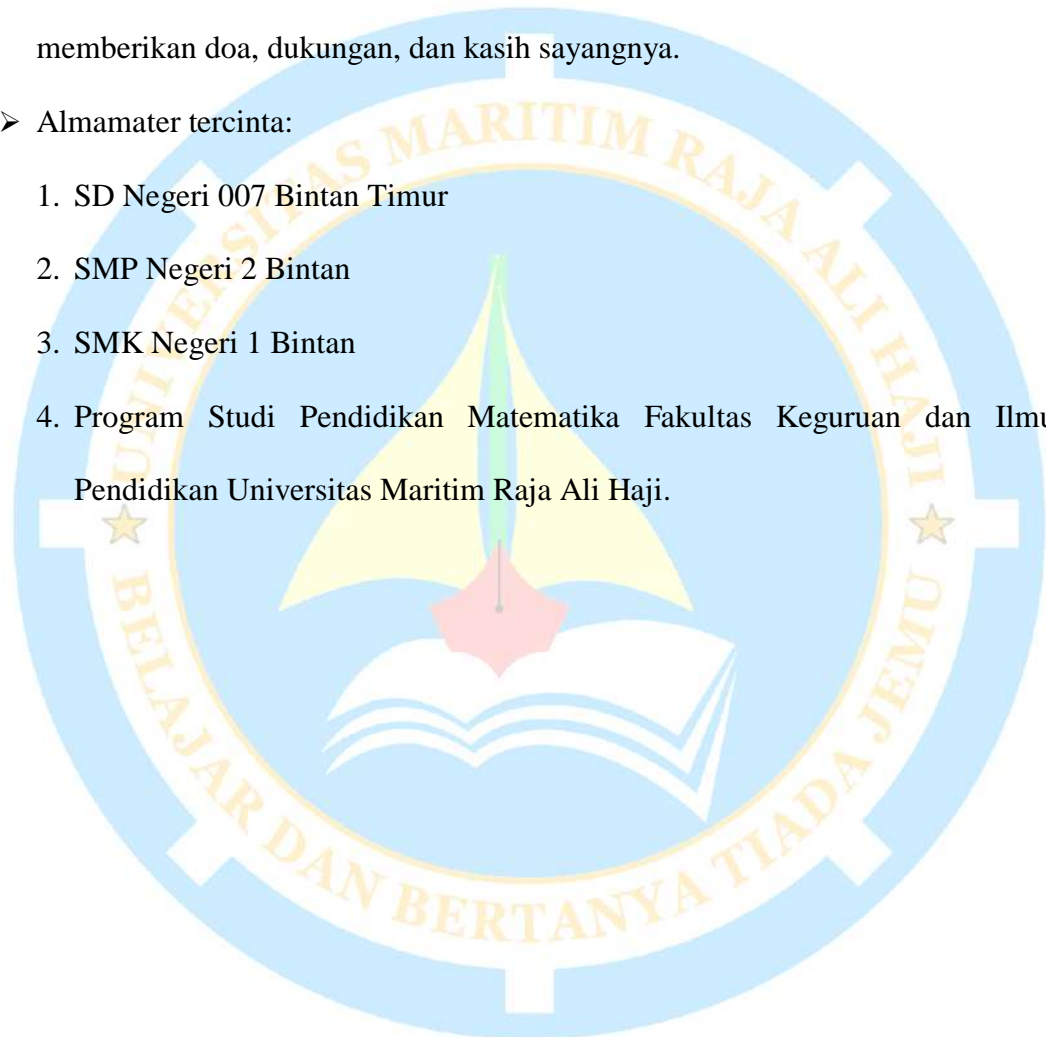 memberikan doa, dukungan, dan kasih sayangnya.
➢ Almamater tercinta:
1. SD Negeri 007 Bintan Timur
2. SMP Negeri 2 Bintan
3. SMK Negeri 1 Bintan
4. Program Studi Pendidikan Matematika Fakultas Keguruan dan Ilmu
Pendidikan Universitas Maritim Raja Ali Haji.
UNIVERSITAS MARITIM RAJA ALI HAJI
BELAJAR DAN BERTANYA TIADA JEMU